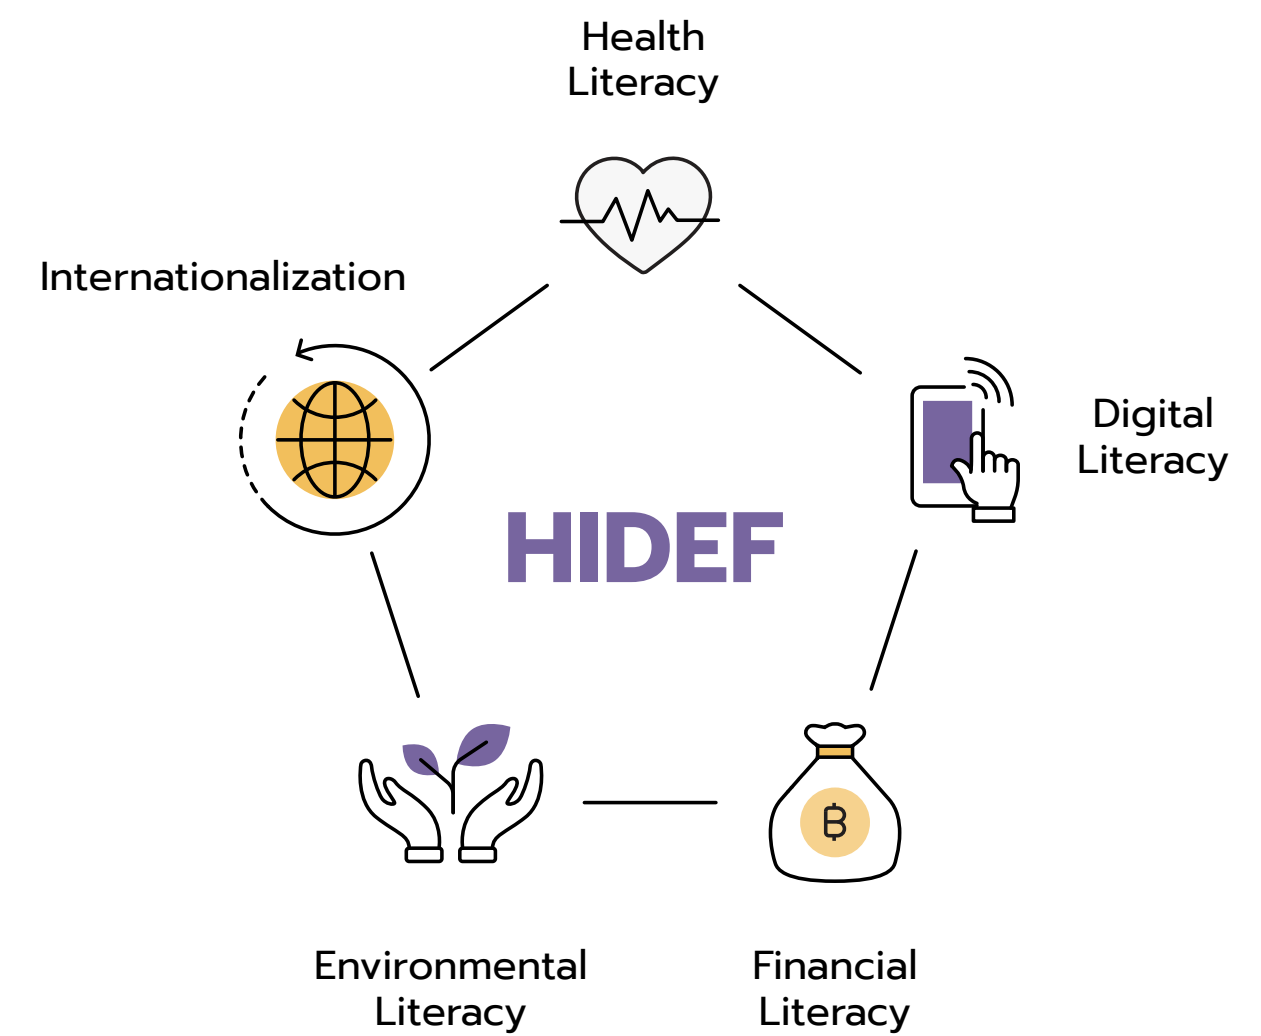 Health
Literacy
Internationalization
Digital
Literacy
HIDEF
Environmental
Literacy
Financial
Literacy